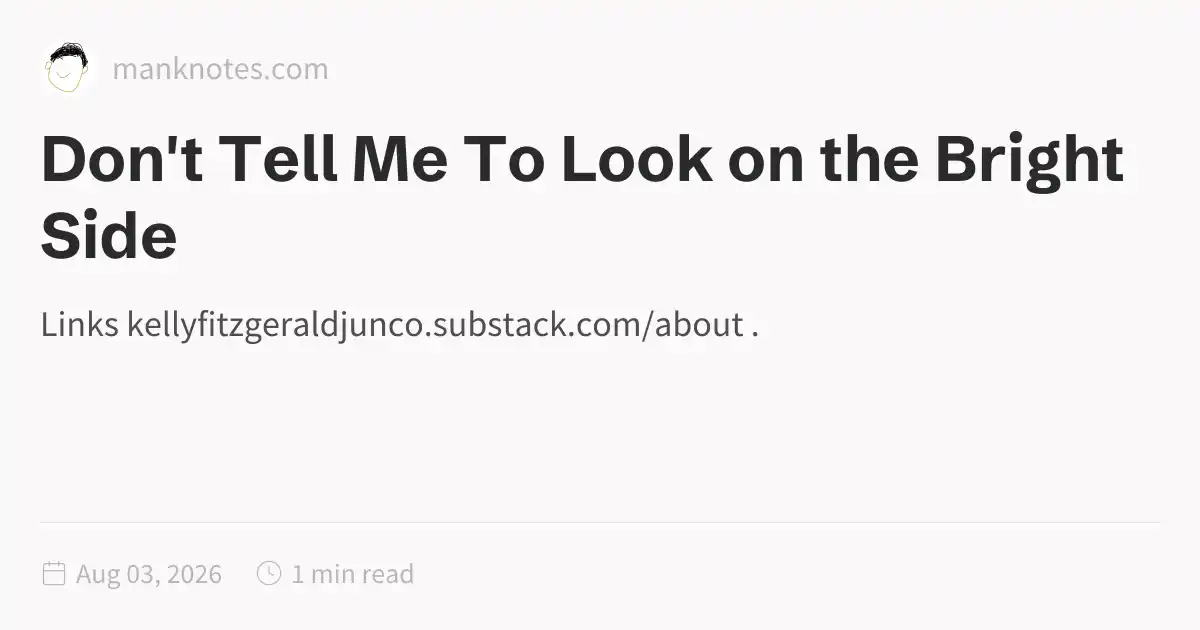 manknotes.com
Don't Tell Me To Look on the Bright
Side
Links kellyfitzgeraldjunco.substack.com/about .
Aug 03, 2026 1 min read